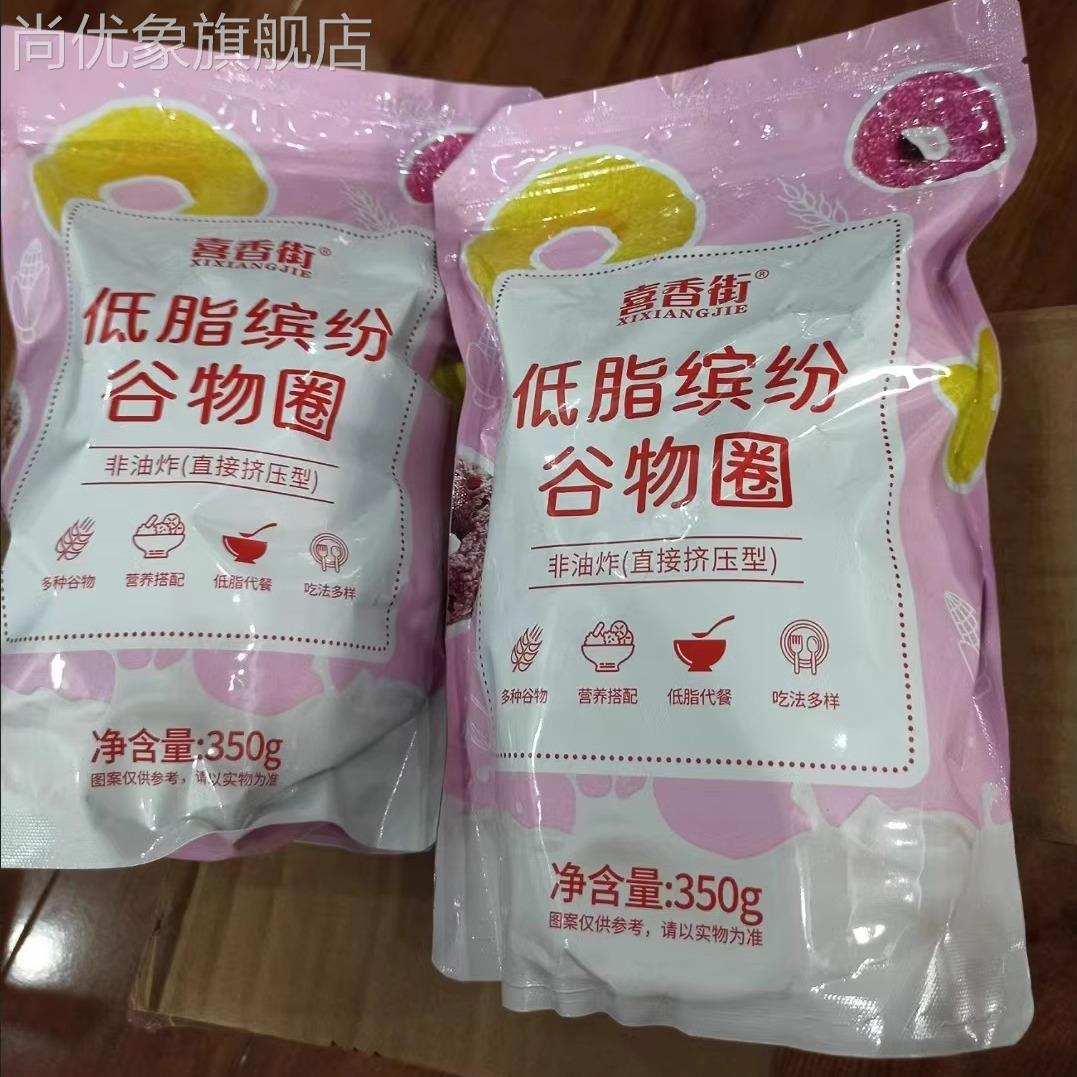 尚优象旗舰店
喜香街®
XIXIANGJIE
低脂缤纷
谷物圈
非油炸(直接挤压型)
多种谷物 营养搭配 低脂代餐 吃法多样
净含量:350g
图案仅供参考，请以实物为准
喜香街®
XIXIANGJIE
低脂缤纷
谷物圈
非油炸(直接挤压型)
多种谷物 营养搭配 低脂代餐 吃法多样
净含量:350g
图案仅供参考，请以实物为准